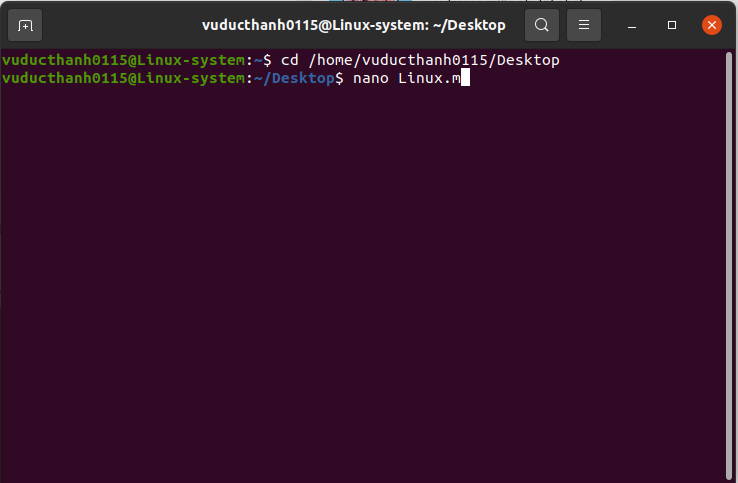 vuducthanh0115@Linux-system: ~/Desktop
vuducthanh0115@Linux-system:~$ cd /home/vuducthanh0115/Desktop
vuducthanh0115@Linux-system:~/Desktop$ nano Linux.m